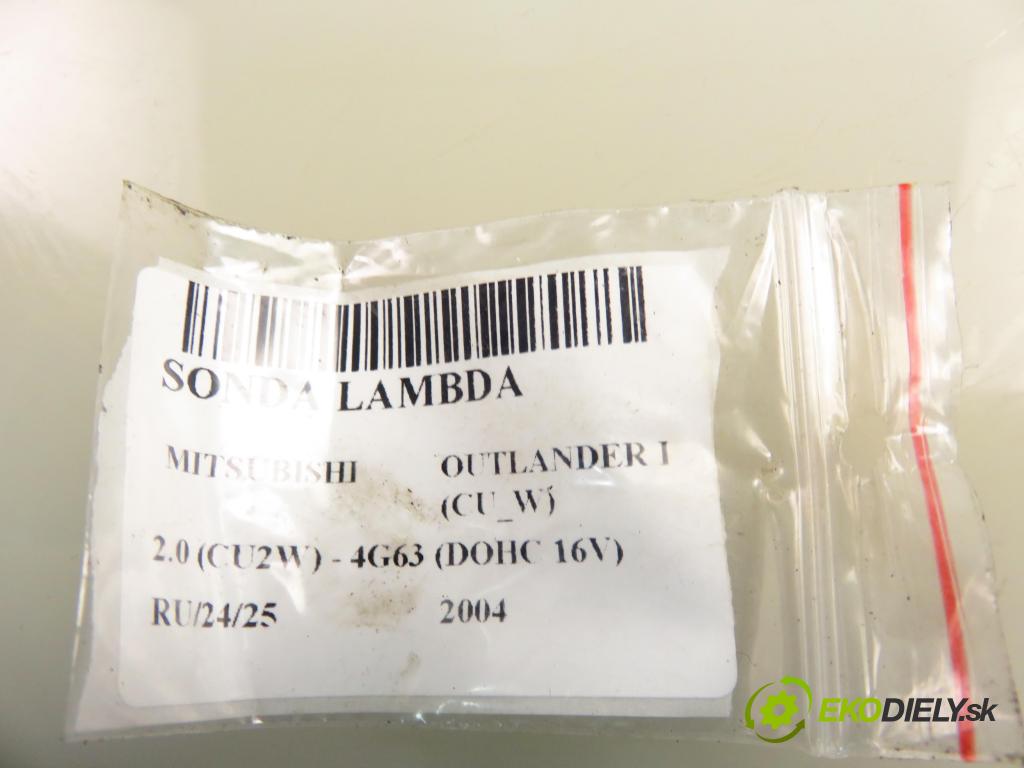 SONDA LAMBDA
MITSUBISHI OUTLANDER I
(CU_W)
2.0 (CU2W) - 4G63 (DOHC 16V)
RU/24/25 2004
EKODIELY.sk